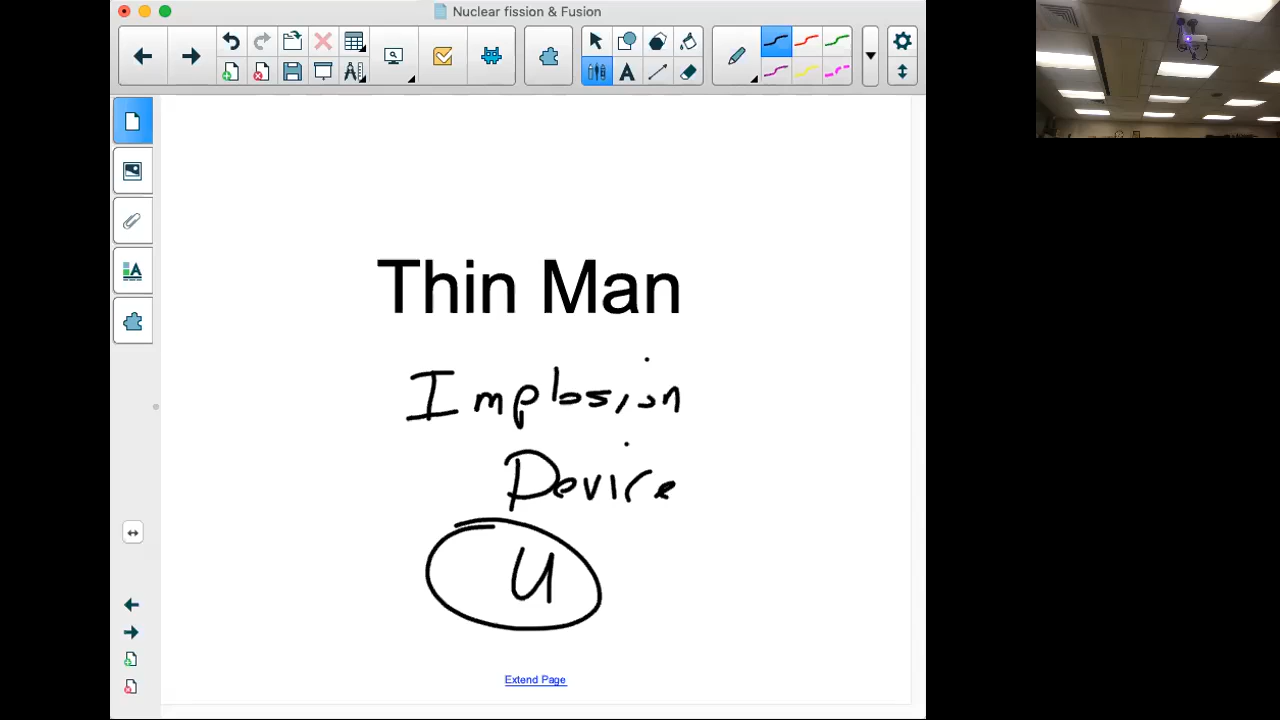 Nuclear fission & Fusion
Thin Man
Implosion
Device
U
Extend Page